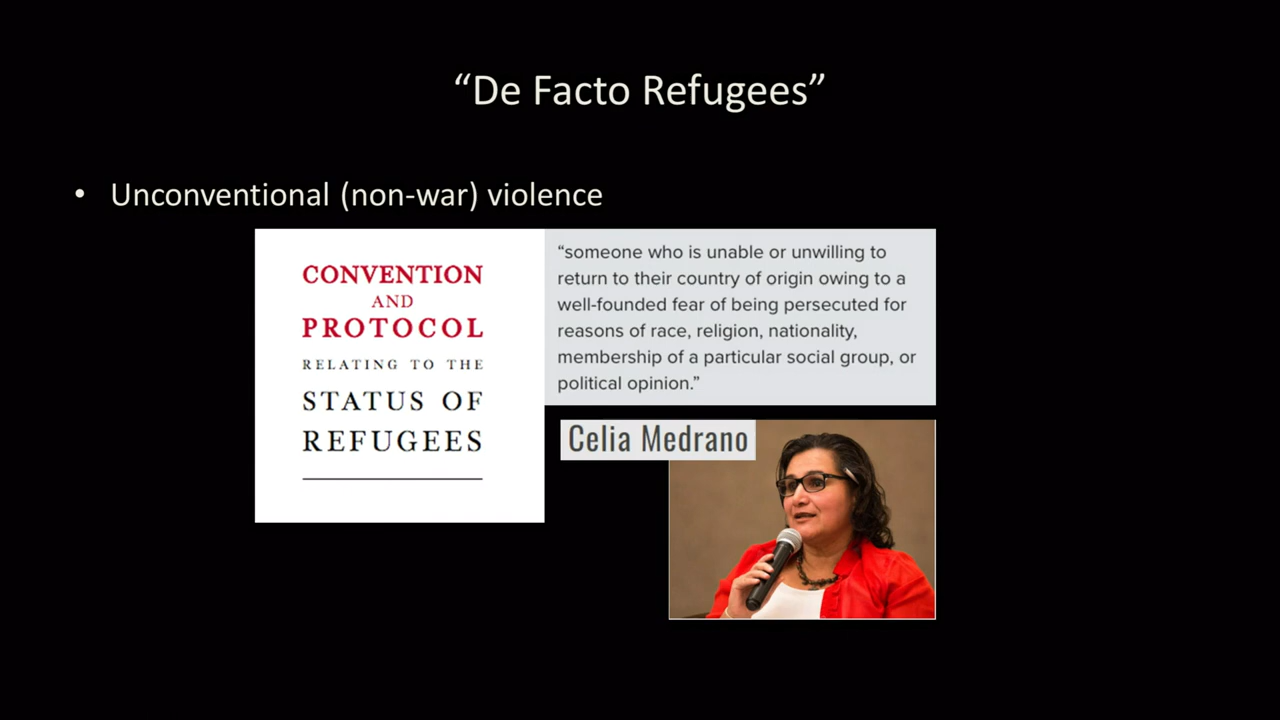 “De Facto Refugees”
• Unconventional (non-war) violence
CONVENTION
AND
PROTOCOL
RELATING TO THE
STATUS OF
REFUGEES
“someone who is unable or unwilling to
return to their country of origin owing to a
well-founded fear of being persecuted for
reasons of race, religion, nationality,
membership of a particular social group, or
political opinion.”
Celia Medrano